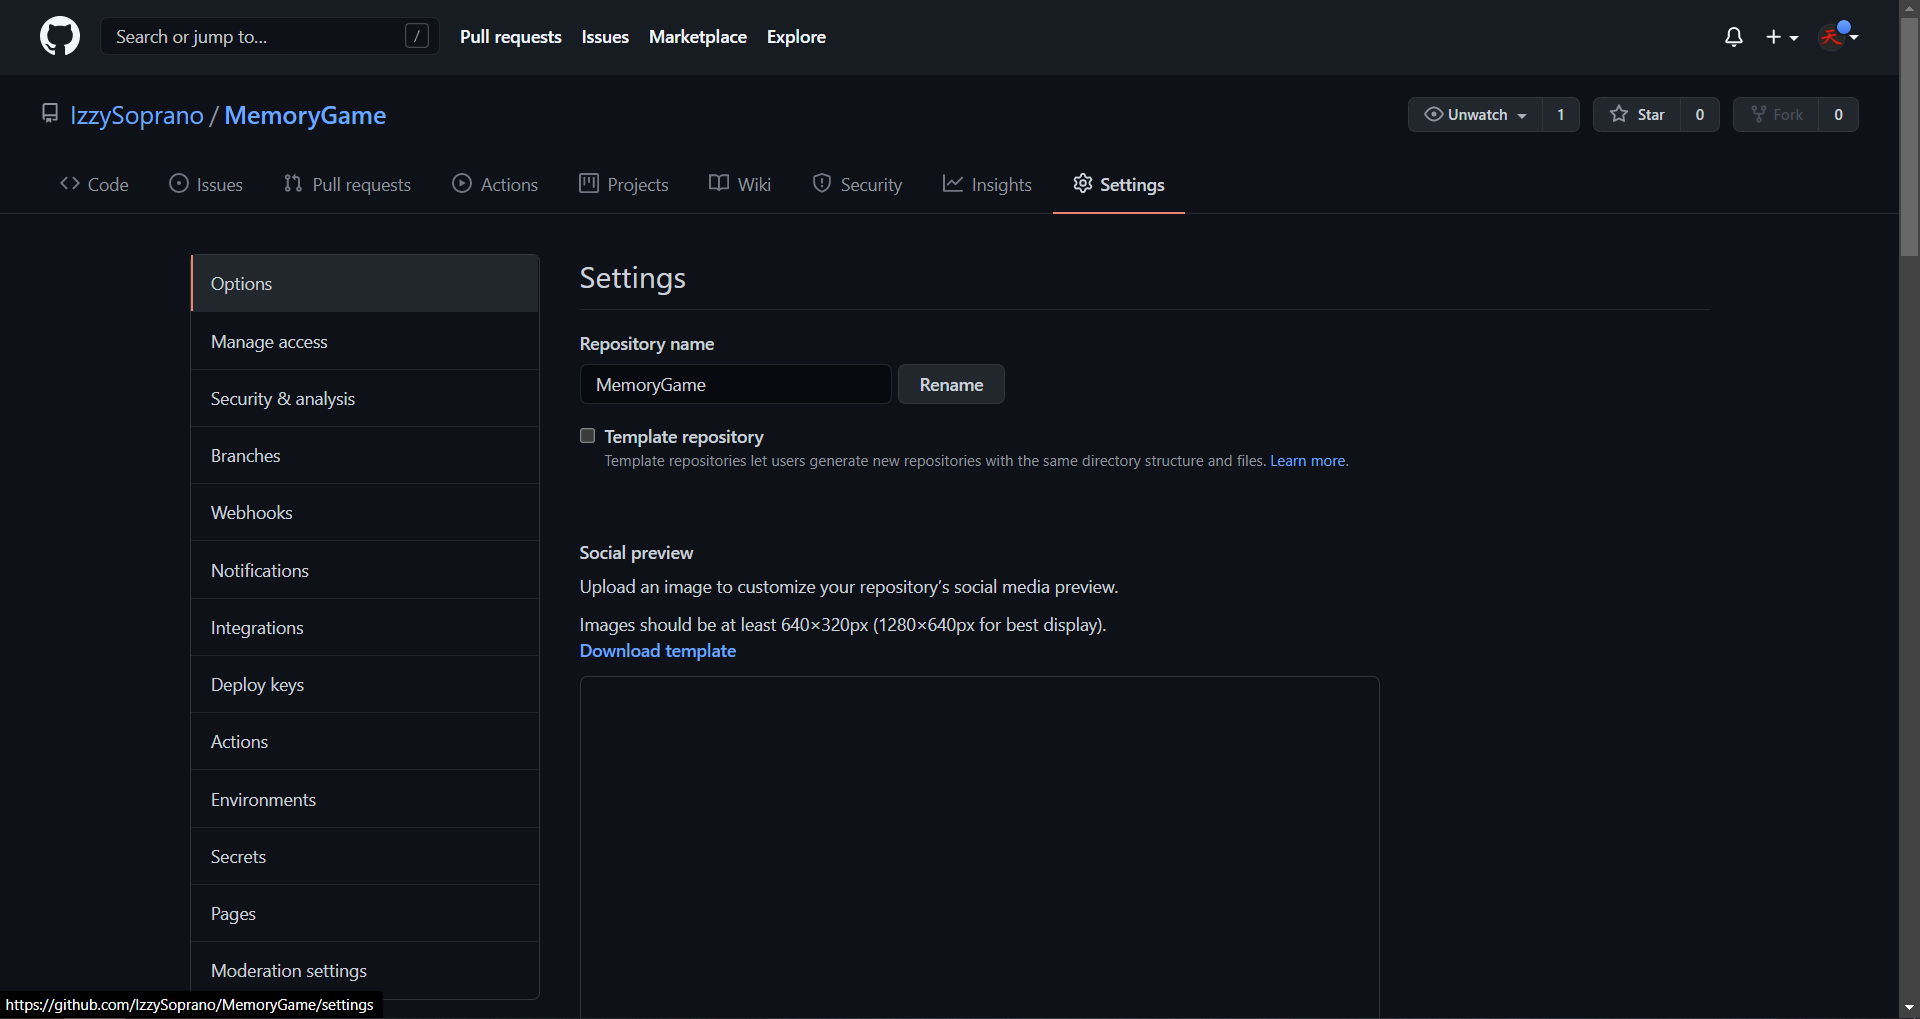 Search or jump to... /
Pull requests Issues Marketplace Explore
天
IzzySoprano / MemoryGame
Unwatch 1 Star 0 Fork 0
Code Issues Pull requests Actions Projects Wiki Security Insights Settings
Options
Manage access
Security & analysis
Branches
Webhooks
Notifications
Integrations
Deploy keys
Actions
Environments
Secrets
Pages
Moderation settings
Settings
Repository name
MemoryGame Rename
Template repository
Template repositories let users generate new repositories with the same directory structure and files. Learn more.
Social preview
Upload an image to customize your repository’s social media preview.
Images should be at least 640×320px (1280×640px for best display).
Download template
https://github.com/IzzySoprano/MemoryGame/settings